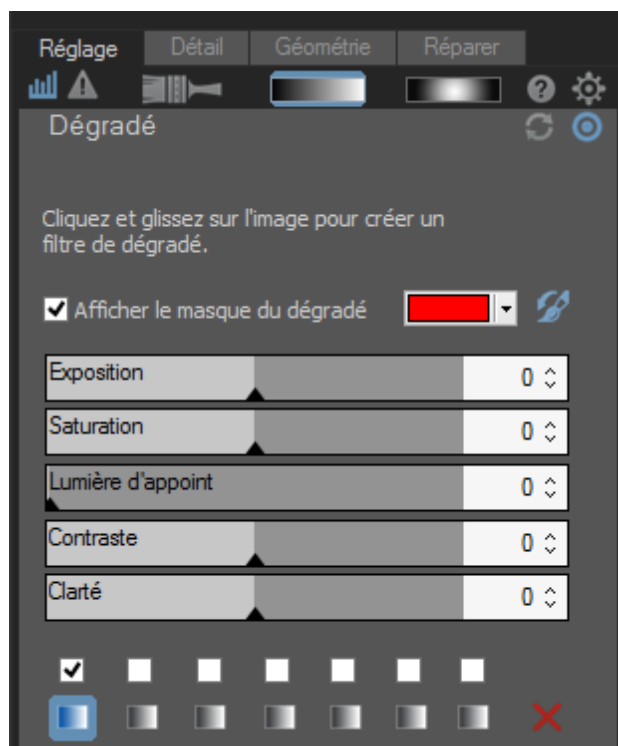 Réglage Détail Géométrie Réparer
?
Dégradé
Cliquez et glissez sur l'image pour créer un
filtre de dégradé.
Afficher le masque du dégradé
Exposition 0
Saturation 0
Lumière d'appoint 0
Contraste 0
Clarté 0